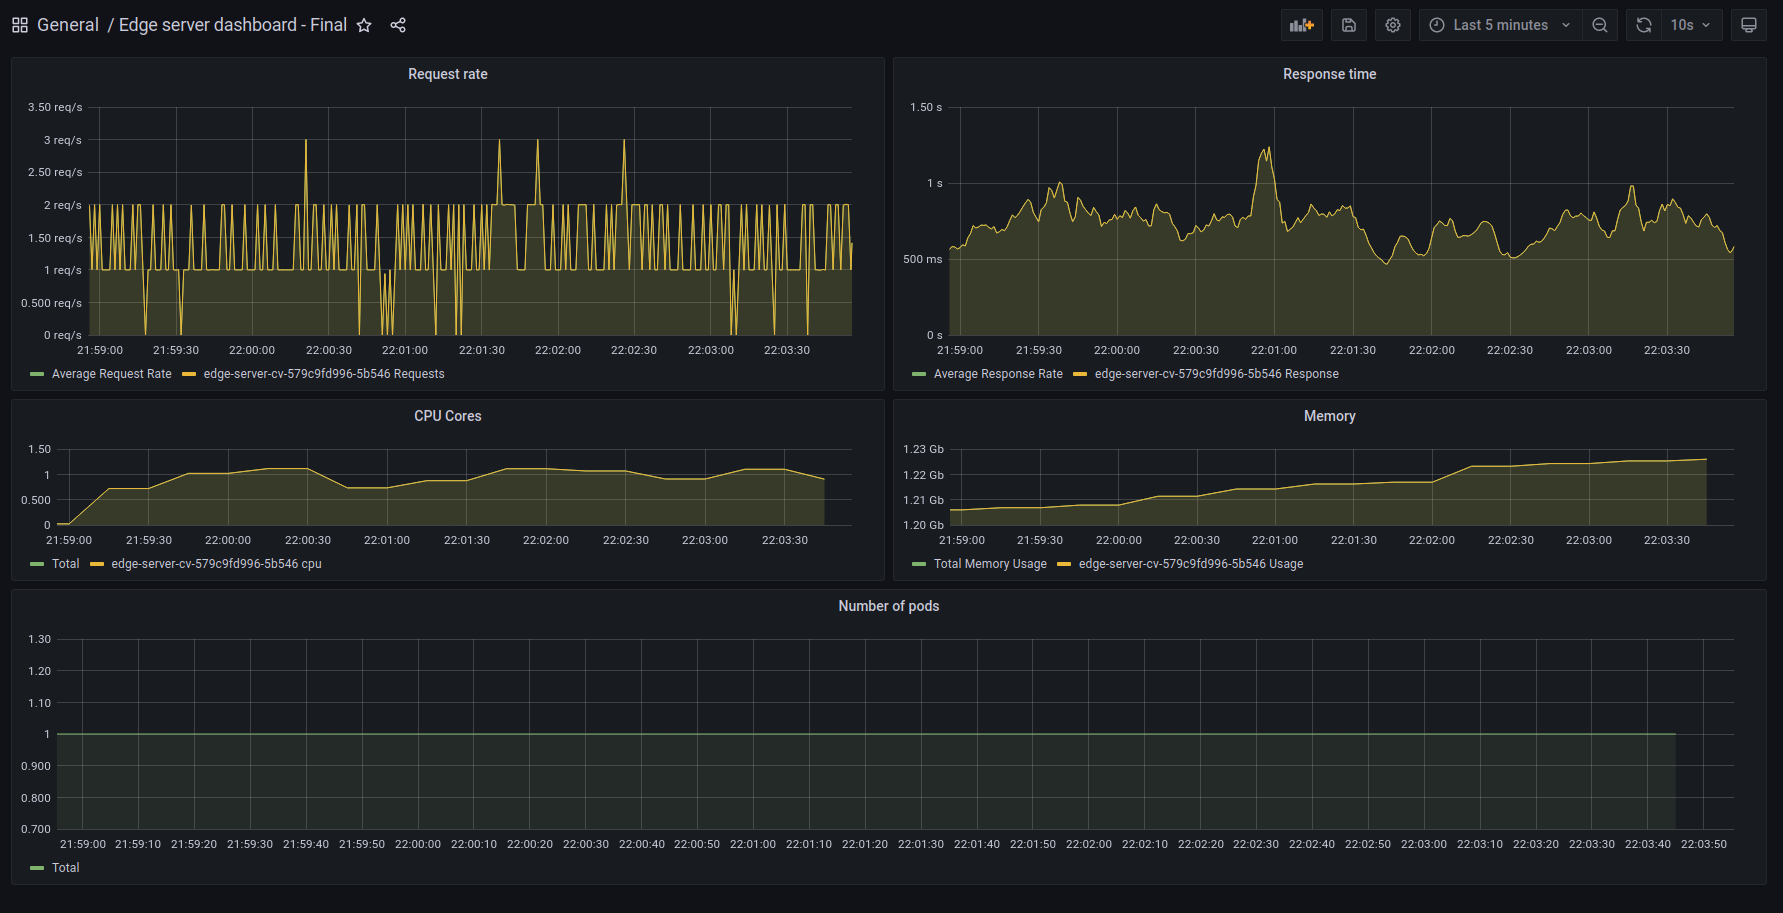 General / Edge server dashboard - Final
Last 5 minutes
10s
Request rate
3.50 req/s
3 req/s
2.50 req/s
2 req/s
1.50 req/s
1 req/s
0.500 req/s
0 req/s
21:59:00 21:59:30 22:00:00 22:00:30 22:01:00 22:01:30 22:02:00 22:02:30 22:03:00 22:03:30
Average Request Rate edge-server-cv-579c9fd996-5b546 Requests
Response time
1.50 s
1 s
500 ms
0 s
21:59:00 21:59:30 22:00:00 22:00:30 22:01:00 22:01:30 22:02:00 22:02:30 22:03:00 22:03:30
Average Response Rate edge-server-cv-579c9fd996-5b546 Response
CPU Cores
1.50
1
0.500
0
21:59:00 21:59:30 22:00:00 22:00:30 22:01:00 22:01:30 22:02:00 22:02:30 22:03:00 22:03:30
Total edge-server-cv-579c9fd996-5b546 cpu
Memory
1.23 Gb
1.22 Gb
1.21 Gb
1.20 Gb
21:59:00 21:59:30 22:00:00 22:00:30 22:01:00 22:01:30 22:02:00 22:02:30 22:03:00 22:03:30
Total Memory Usage edge-server-cv-579c9fd996-5b546 Usage
Number of pods
1.30
1.20
1.10
1
0.900
0.800
0.700
21:59:00 21:59:10 21:59:20 21:59:30 21:59:40 21:59:50 22:00:00 22:00:10 22:00:20 22:00:30 22:00:40 22:00:50 22:01:00 22:01:10 22:01:20 22:01:30 22:01:40 22:01:50 22:02:00 22:02:10 22:02:20 22:02:30 22:02:40 22:02:50 22:03:00 22:03:10 22:03:20 22:03:30 22:03:40 22:03:50
Total